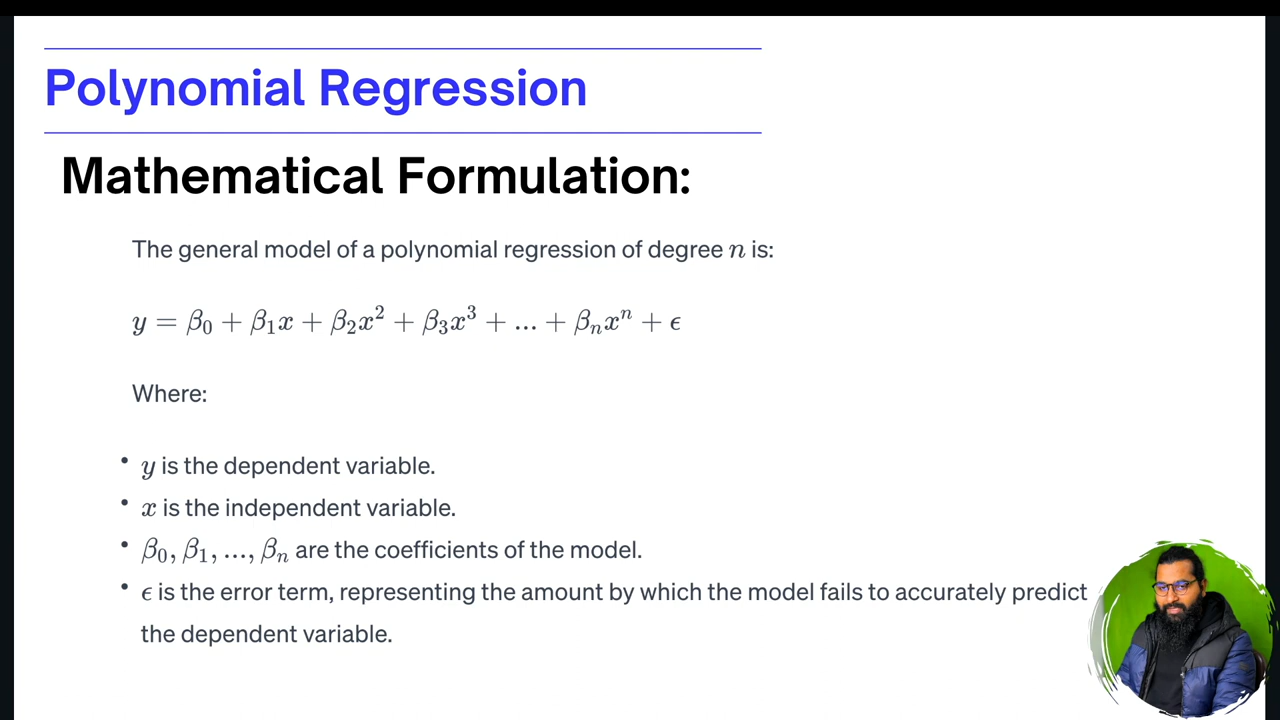 Polynomial Regression
Mathematical Formulation:
The general model of a polynomial regression of degree n is:
y = β₀ + β₁x + β₂x² + β₃x³ + ... + βₙxⁿ + ϵ
Where:
• y is the dependent variable.
• x is the independent variable.
• β₀, β₁, ..., βₙ are the coefficients of the model.
• ϵ is the error term, representing the amount by which the model fails to accurately predict
the dependent variable.